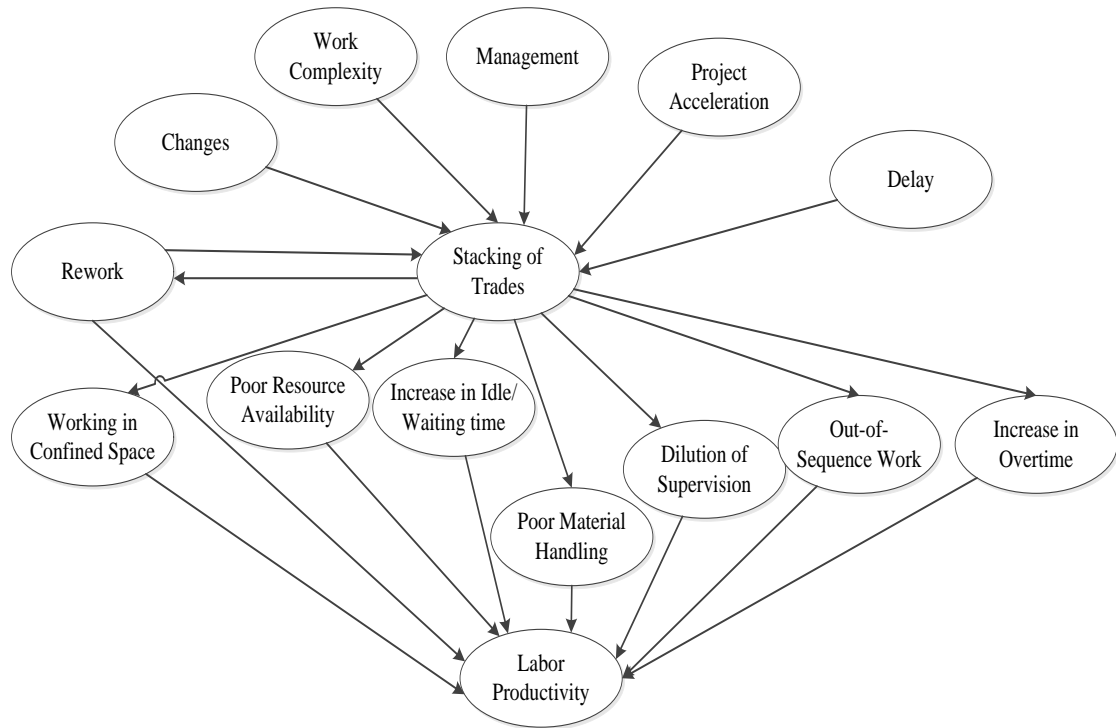 Work
Complexity
Management
Project
Acceleration
Changes
Delay
Rework
Stacking of
Trades
Poor Resource
Availability
Increase in Idle/
Waiting time
Working in
Confined Space
Out-of-
Sequence Work
Increase in
Overtime
Dilution of
Supervision
Poor Material
Handling
Labor
Productivity